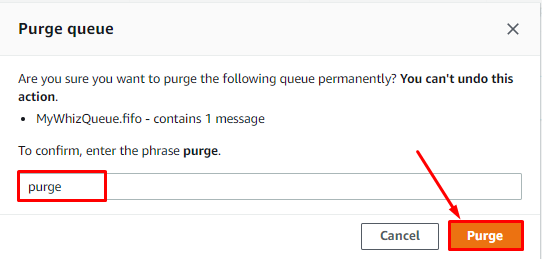 Purge queue
Are you sure you want to purge the following queue permanently? You can't undo this
action.
• MyWhizQueue.fifo - contains 1 message
To confirm, enter the phrase purge.
purge
Cancel
Purge